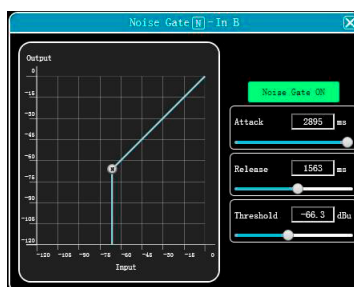 Noise Gate N - In B
Output
0
-15
-30
-45
-60
-75
-90
-105
-120
-120 -105 -90 -76 -60 -45 -30 -15 0
Input
N
Noise Gate ON
Attack 2895 ms
Release 1563 ms
Threshold -66.3 dBu